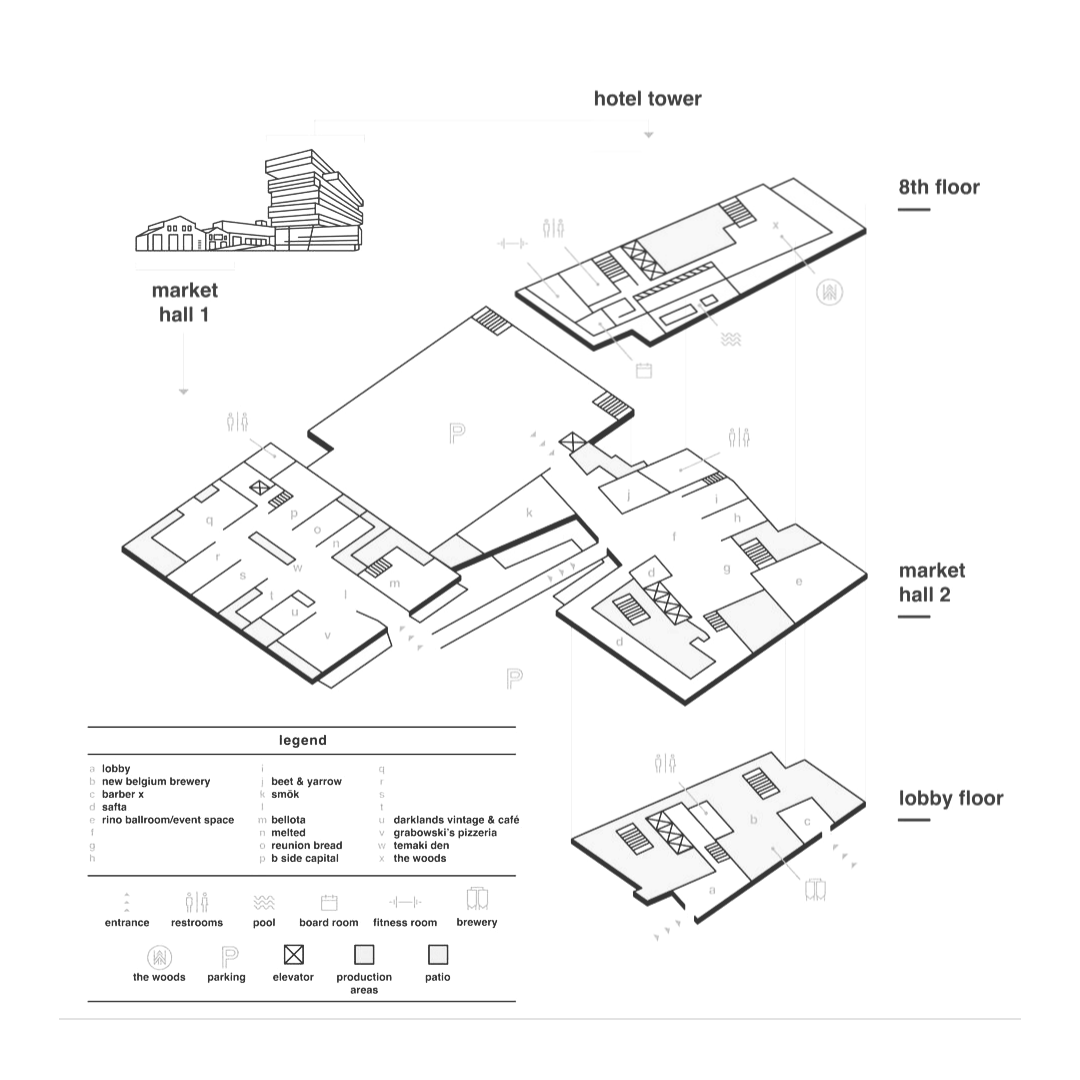 hotel tower
8th floor
x
market
hall 1
P
j
i
h
k
f
q
p
o
n
r
w
s
m
g
d
e
t
l
u
v
d
market
hall 2
P
legend
a lobby
b new belgium brewery
c barber x
d safta
e rino ballroom/event space
f
g
h
i
j beet & yarrow
k smōk
l
m bellota
n melted
o reunion bread
p b side capital
q
r
s
t
u darklands vintage & café
v grabowski's pizzeria
w temaki den
x the woods
lobby floor
b
c
a
entrance
restrooms
pool
board room
fitness room
brewery
P
the woods
parking
elevator
production
areas
patio